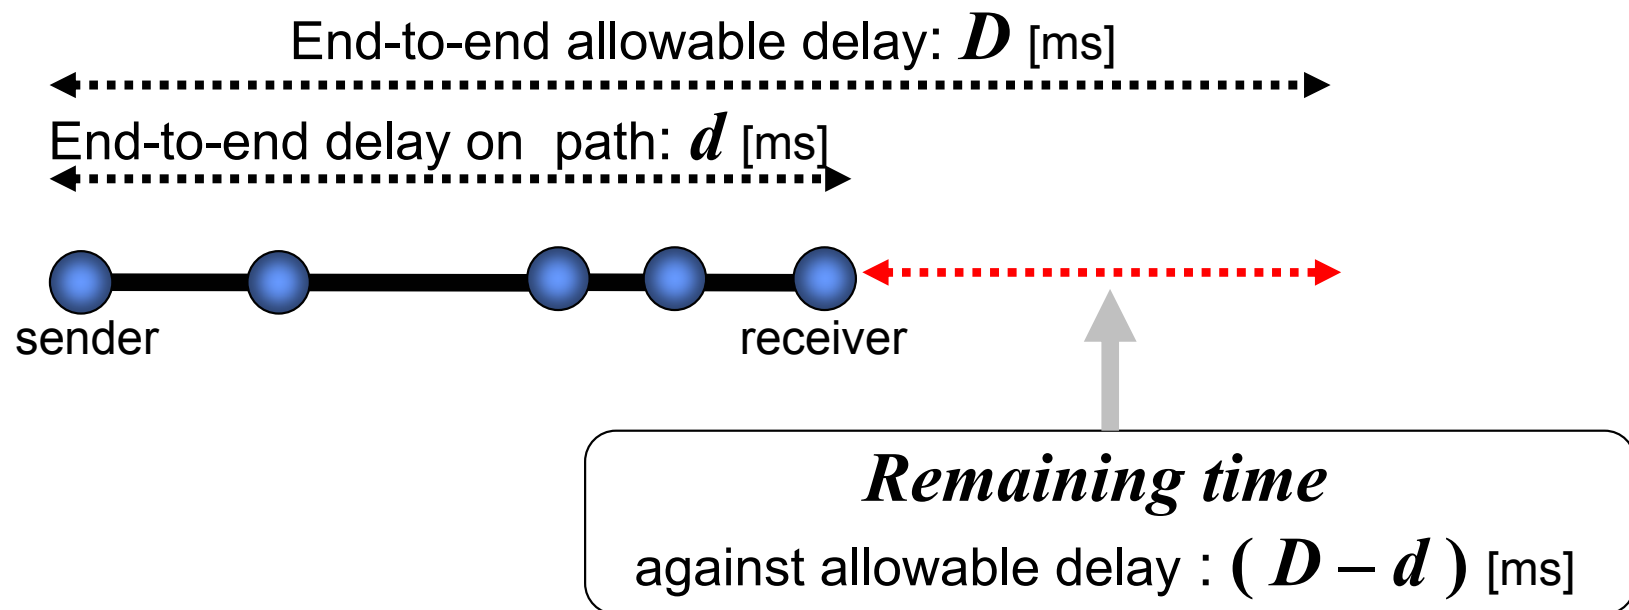 End-to-end allowable delay: D [ms]
End-to-end delay on path: d [ms]
sender
receiver
Remaining time
against allowable delay : ( D – d ) [ms]